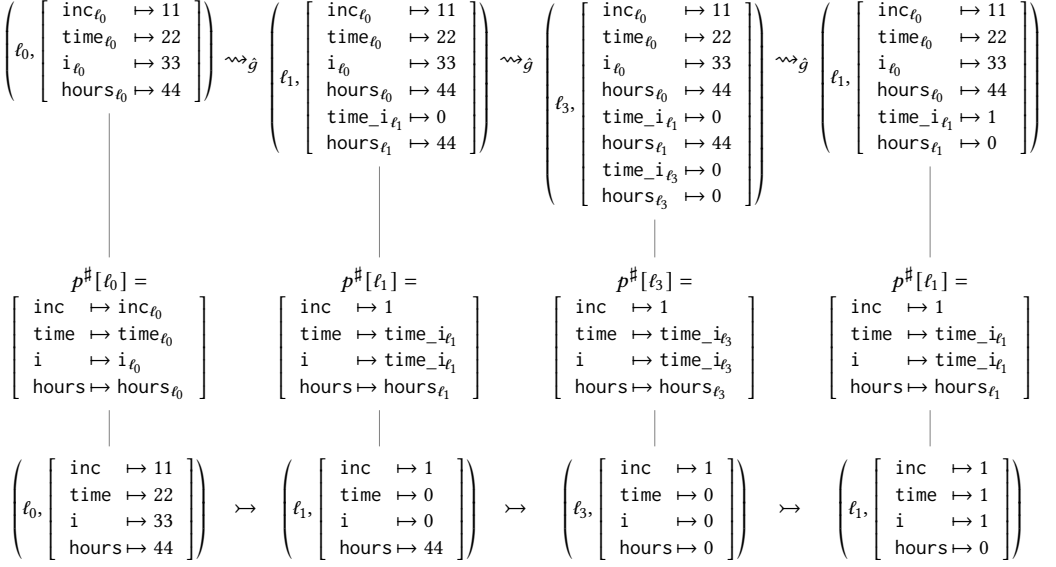 (ℓ0, [ inc_ℓ0 ↦ 11
time_ℓ0 ↦ 22
i_ℓ0 ↦ 33
hours_ℓ0 ↦ 44 ])
⇝_ĝ
(ℓ1, [ inc_ℓ0 ↦ 11
time_ℓ0 ↦ 22
i_ℓ0 ↦ 33
hours_ℓ0 ↦ 44
time_i_ℓ1 ↦ 0
hours_ℓ1 ↦ 44 ])
⇝_ĝ
(ℓ3, [ inc_ℓ0 ↦ 11
time_ℓ0 ↦ 22
i_ℓ0 ↦ 33
hours_ℓ0 ↦ 44
time_i_ℓ1 ↦ 0
hours_ℓ1 ↦ 44
time_i_ℓ3 ↦ 0
hours_ℓ3 ↦ 0 ])
⇝_ĝ
(ℓ1, [ inc_ℓ0 ↦ 11
time_ℓ0 ↦ 22
i_ℓ0 ↦ 33
hours_ℓ0 ↦ 44
time_i_ℓ1 ↦ 1
hours_ℓ1 ↦ 0 ])
p♯[ℓ0] =
[ inc ↦ inc_ℓ0
time ↦ time_ℓ0
i ↦ i_ℓ0
hours ↦ hours_ℓ0 ]
p♯[ℓ1] =
[ inc ↦ 1
time ↦ time_i_ℓ1
i ↦ time_i_ℓ1
hours ↦ hours_ℓ1 ]
p♯[ℓ3] =
[ inc ↦ 1
time ↦ time_i_ℓ3
i ↦ time_i_ℓ3
hours ↦ hours_ℓ3 ]
p♯[ℓ1] =
[ inc ↦ 1
time ↦ time_i_ℓ1
i ↦ time_i_ℓ1
hours ↦ hours_ℓ1 ]
(ℓ0, [ inc ↦ 11
time ↦ 22
i ↦ 33
hours ↦ 44 ])
↣
(ℓ1, [ inc ↦ 1
time ↦ 0
i ↦ 0
hours ↦ 44 ])
↣
(ℓ3, [ inc ↦ 1
time ↦ 0
i ↦ 0
hours ↦ 0 ])
↣
(ℓ1, [ inc ↦ 1
time ↦ 1
i ↦ 1
hours ↦ 0 ])